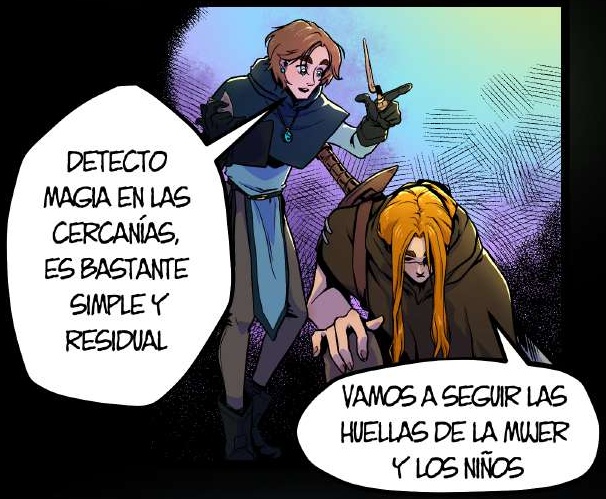 DETECTO
MAGIA EN LAS
CERCANÍAS,
ES BASTANTE
SIMPLE Y
RESIDUAL
VAMOS A SEGUIR LAS
HUELLAS DE LA MUJER
Y LOS NIÑOS